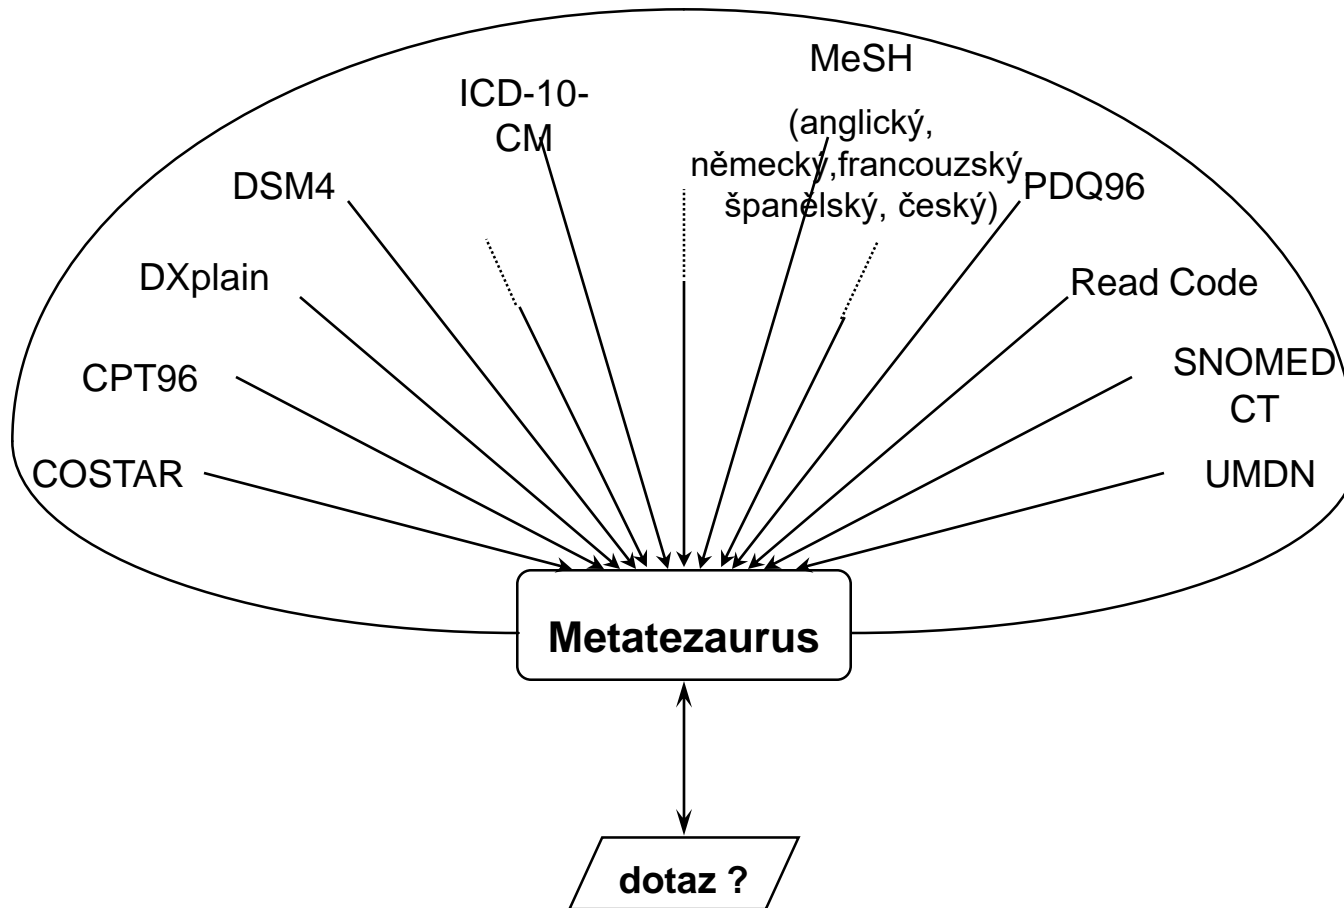 MeSH
(anglický,
německý,francouzský
španělský, český)
ICD-10-
CM
DSM4
PDQ96
DXplain
Read Code
CPT96
SNOMED
CT
COSTAR
UMDN
Metatezaurus
dotaz ?